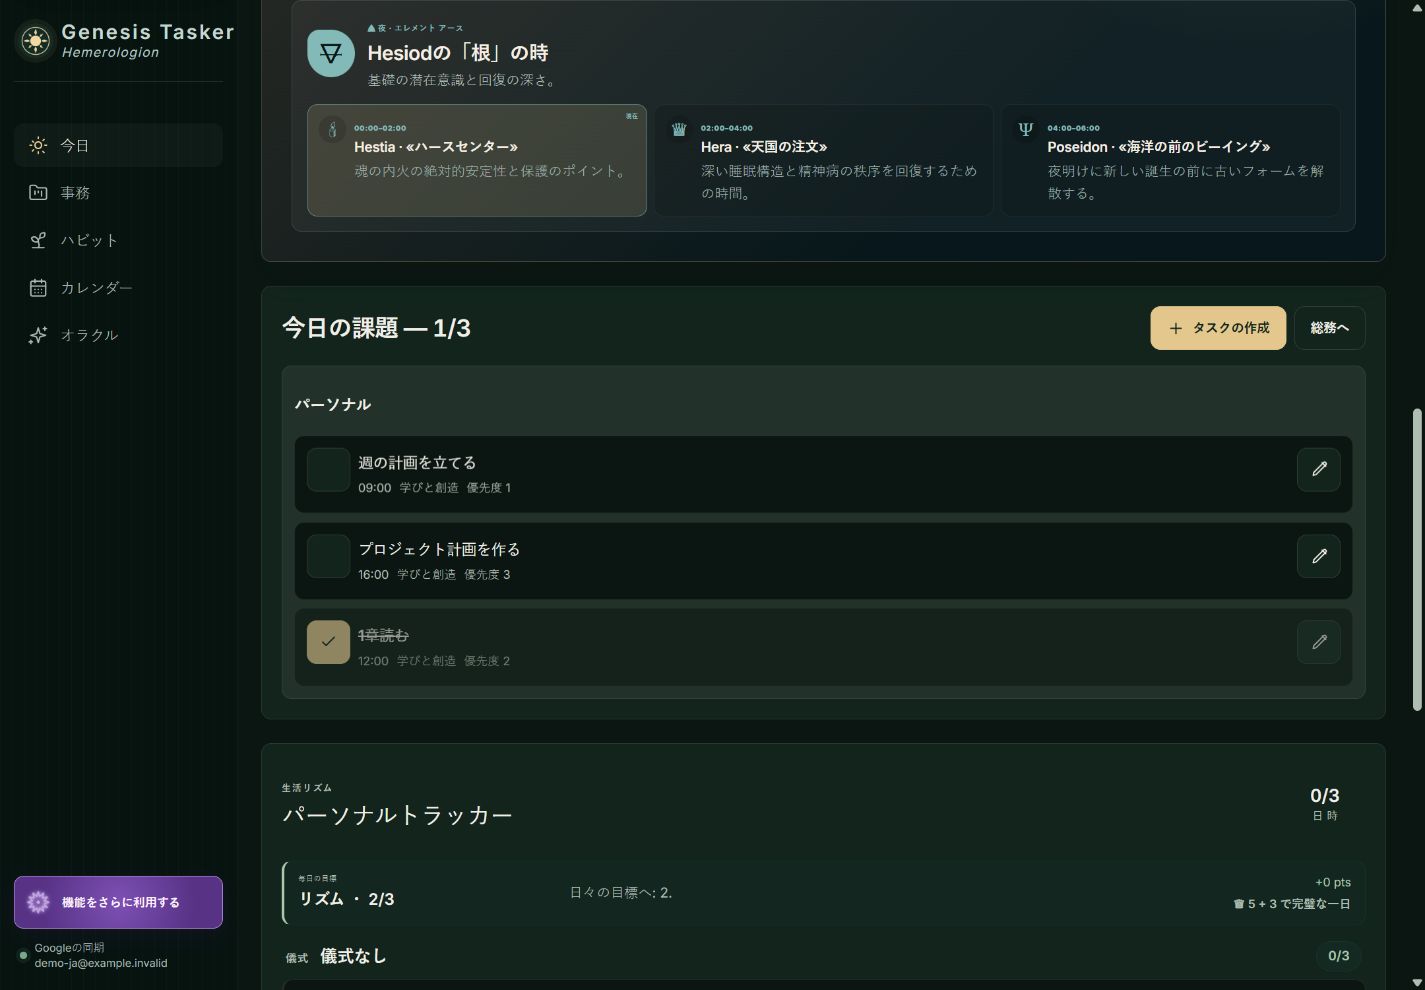 Genesis Tasker
Hemerologion
今日
事務
ハビット
カレンダー
オラクル
機能をさらに利用する
Googleの同期
demo-ja@example.invalid
夜・エレメント アース
Hesiodの「根」の時
基礎の潜在意識と回復の深さ。
現在
00:00–02:00
Hestia · «ハースセンター»
魂の内火の絶対的安定性と保護のポイント。
02:00–04:00
Hera · «天国の注文»
深い睡眠構造と精神病の秩序を回復するため
の時間。
04:00–06:00
Poseidon · «海洋の前のビーイング»
夜明けに新しい誕生の前に古いフォームを解
散する。
今日の課題 — 1/3
タスクの作成
総務へ
パーソナル
週の計画を立てる
09:00 学びと創造 優先度 1
プロジェクト計画を作る
16:00 学びと創造 優先度 3
1章読む
12:00 学びと創造 優先度 2
生活リズム
パーソナルトラッカー
0/3
日 時
毎日の目標
リズム ・ 2/3
日々の目標へ: 2.
+0 pts
♛ 5 + 3 で完璧な一日
儀式 儀式なし
0/3